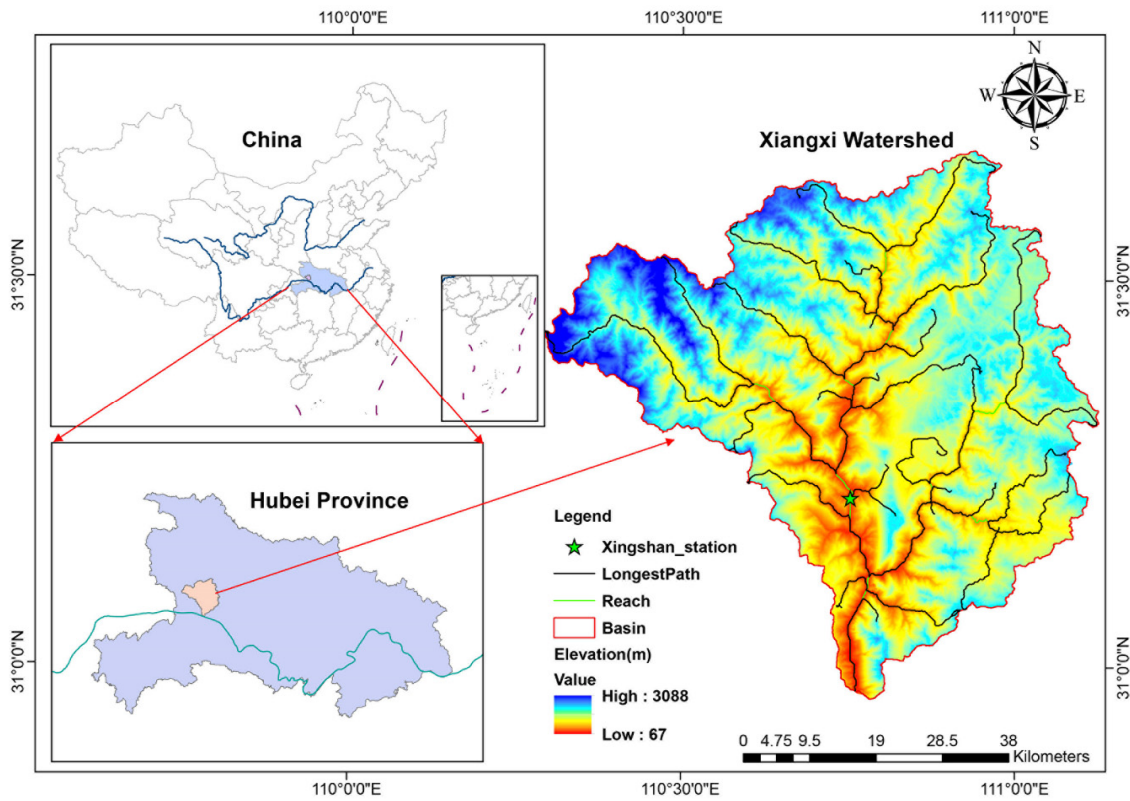 110°0'0"E
110°30'0"E
111°0'0"E
31°30'0"N
31°0'0"N
China
Hubei Province
Xiangxi Watershed
N
W
E
S
31°30'0"N
31°0'0"N
Legend
Xingshan_station
LongestPath
Reach
Basin
Elevation(m)
Value
High : 3088
Low : 67
0 4.75 9.5 19 28.5 38
Kilometers
110°0'0"E
110°30'0"E
111°0'0"E